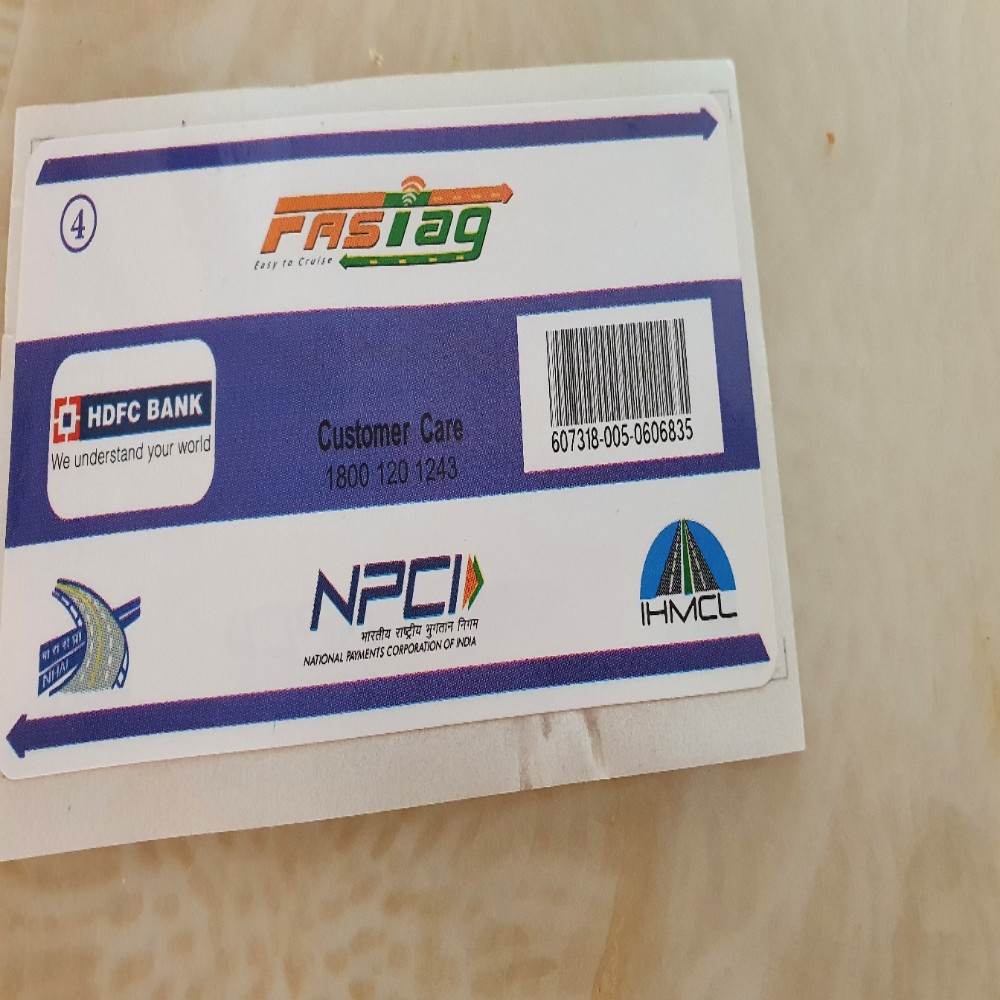 4
FASTag
Easy to Cruise
HDFC BANK
We understand your world
Customer Care
1800 120 1243
607318-005-0606835
भा रा रा प्रा
NHAI
NPCI
भारतीय राष्ट्रीय भुगतान निगम
NATIONAL PAYMENTS CORPORATION OF INDIA
IHMCL